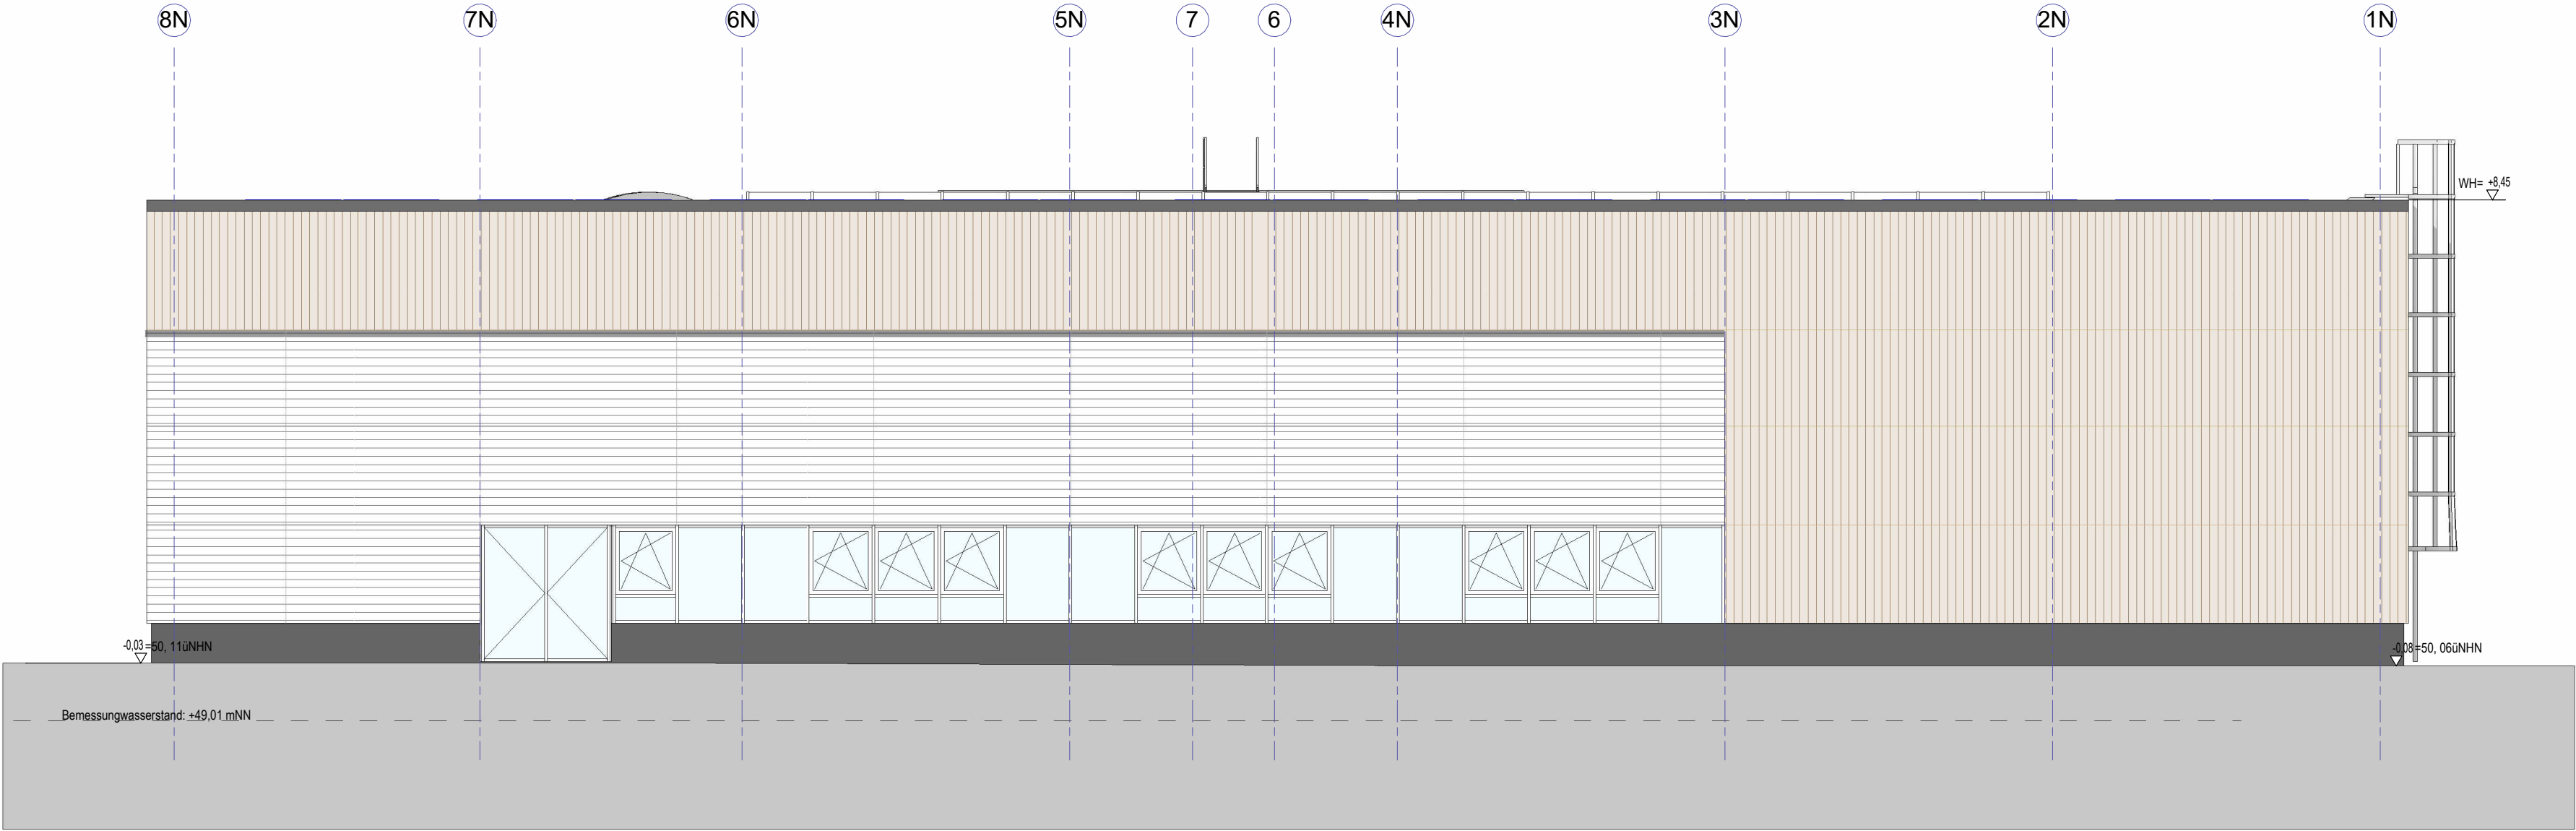 8N 7N 6N 5N 7 6 4N 3N 2N 1N
WH= +8,45
-0,03 =50, 11üNHN
-0,08 =50, 06üNHN
Bemessungwasserstand: +49,01 mNN